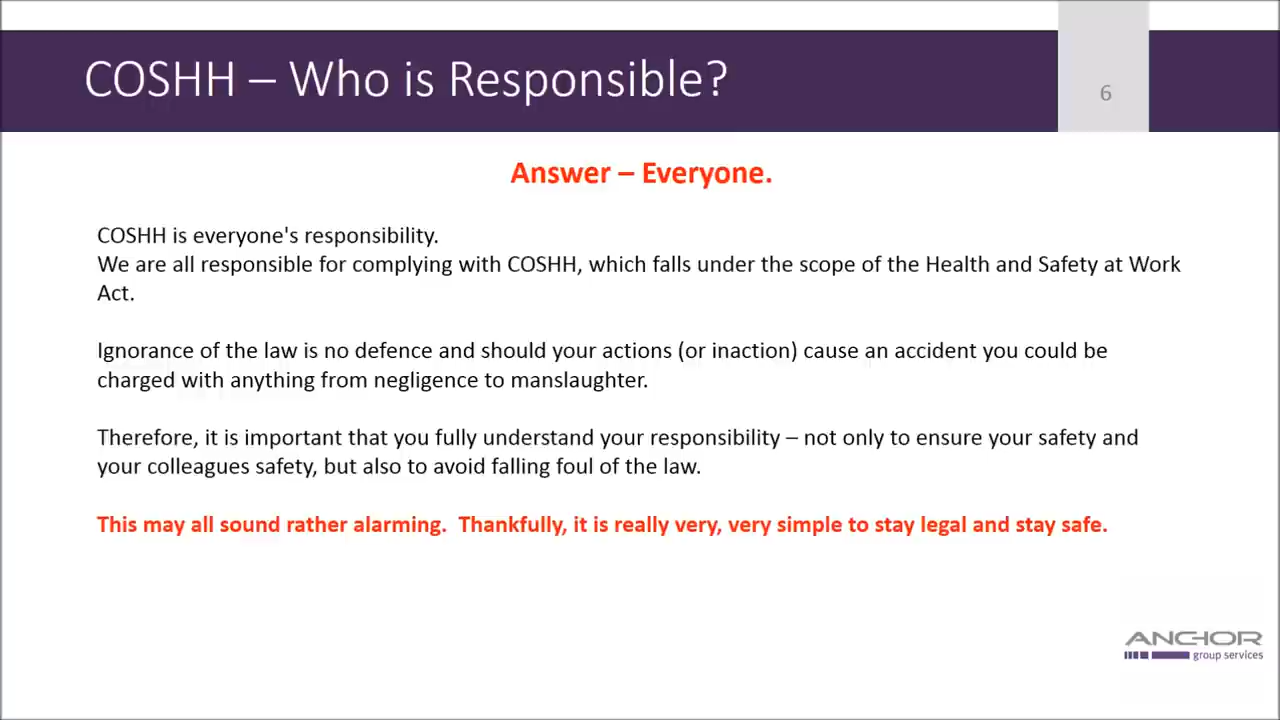 COSHH – Who is Responsible?
6
Answer – Everyone.
COSHH is everyone's responsibility.
We are all responsible for complying with COSHH, which falls under the scope of the Health and Safety at Work
Act.
Ignorance of the law is no defence and should your actions (or inaction) cause an accident you could be
charged with anything from negligence to manslaughter.
Therefore, it is important that you fully understand your responsibility – not only to ensure your safety and
your colleagues safety, but also to avoid falling foul of the law.
This may all sound rather alarming.  Thankfully, it is really very, very simple to stay legal and stay safe.
ANCHOR
group services